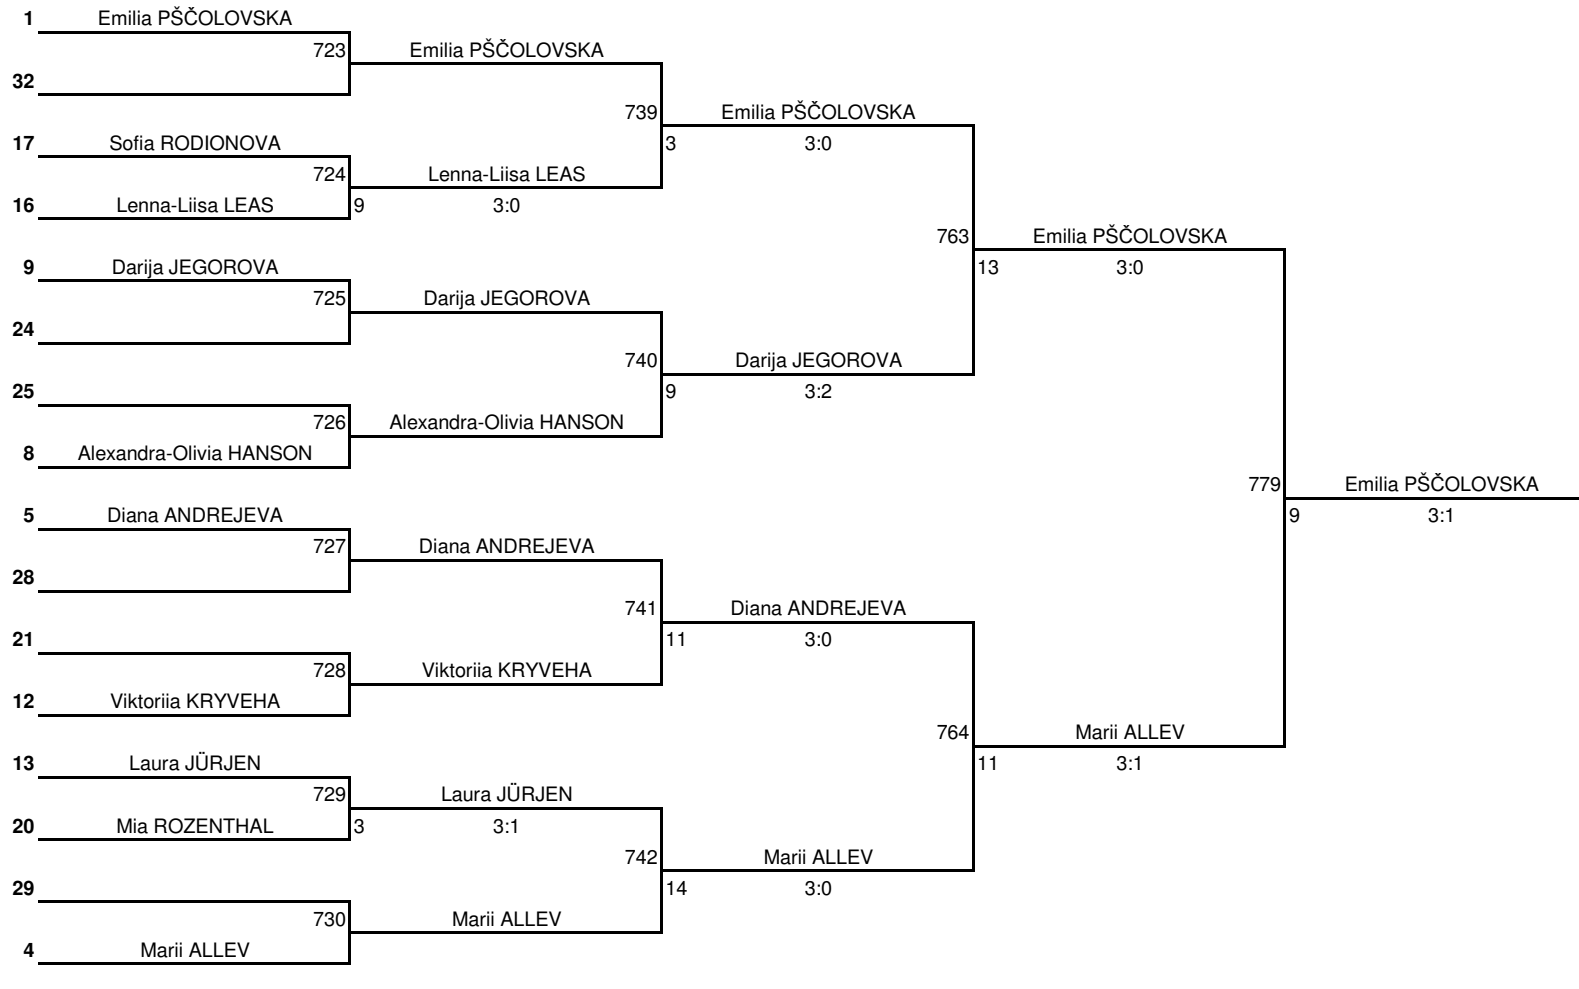 1 Emilia PŠČOLOVSKA
723 Emilia PŠČOLOVSKA
32
739 Emilia PŠČOLOVSKA
17 Sofia RODIONOVA 3 3:0
724 Lenna-Liisa LEAS
16 Lenna-Liisa LEAS 9 3:0
763 Emilia PŠČOLOVSKA
9 Darija JEGOROVA 13 3:0
725 Darija JEGOROVA
24
740 Darija JEGOROVA
25 9 3:2
726 Alexandra-Olivia HANSON
8 Alexandra-Olivia HANSON
779 Emilia PŠČOLOVSKA
5 Diana ANDREJEVA 9 3:1
727 Diana ANDREJEVA
28
741 Diana ANDREJEVA
21 11 3:0
728 Viktoriia KRYVEHA
12 Viktoriia KRYVEHA
764 Marii ALLEV
13 Laura JÜRJEN 11 3:1
729 Laura JÜRJEN
20 Mia ROZENTHAL 3 3:1
742 Marii ALLEV
29 14 3:0
730 Marii ALLEV
4 Marii ALLEV